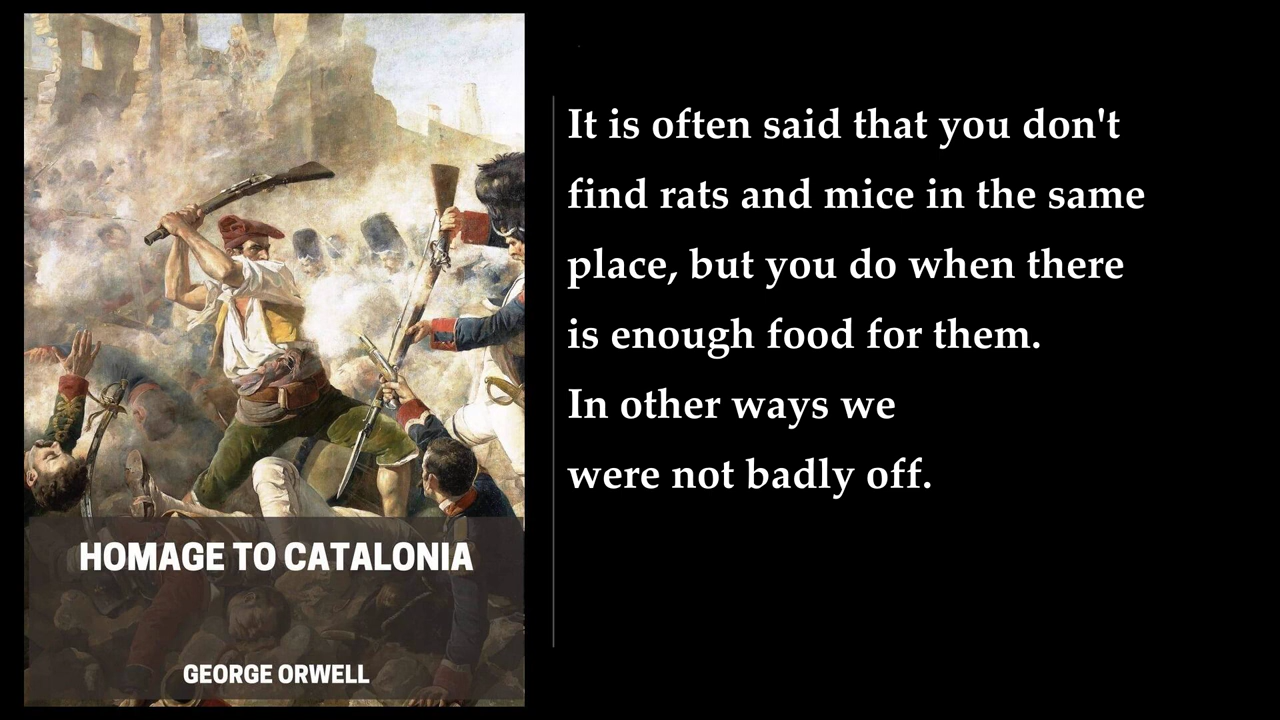 HOMAGE TO CATALONIA
GEORGE ORWELL
It is often said that you don't
find rats and mice in the same
place, but you do when there
is enough food for them.
In other ways we
were not badly off.